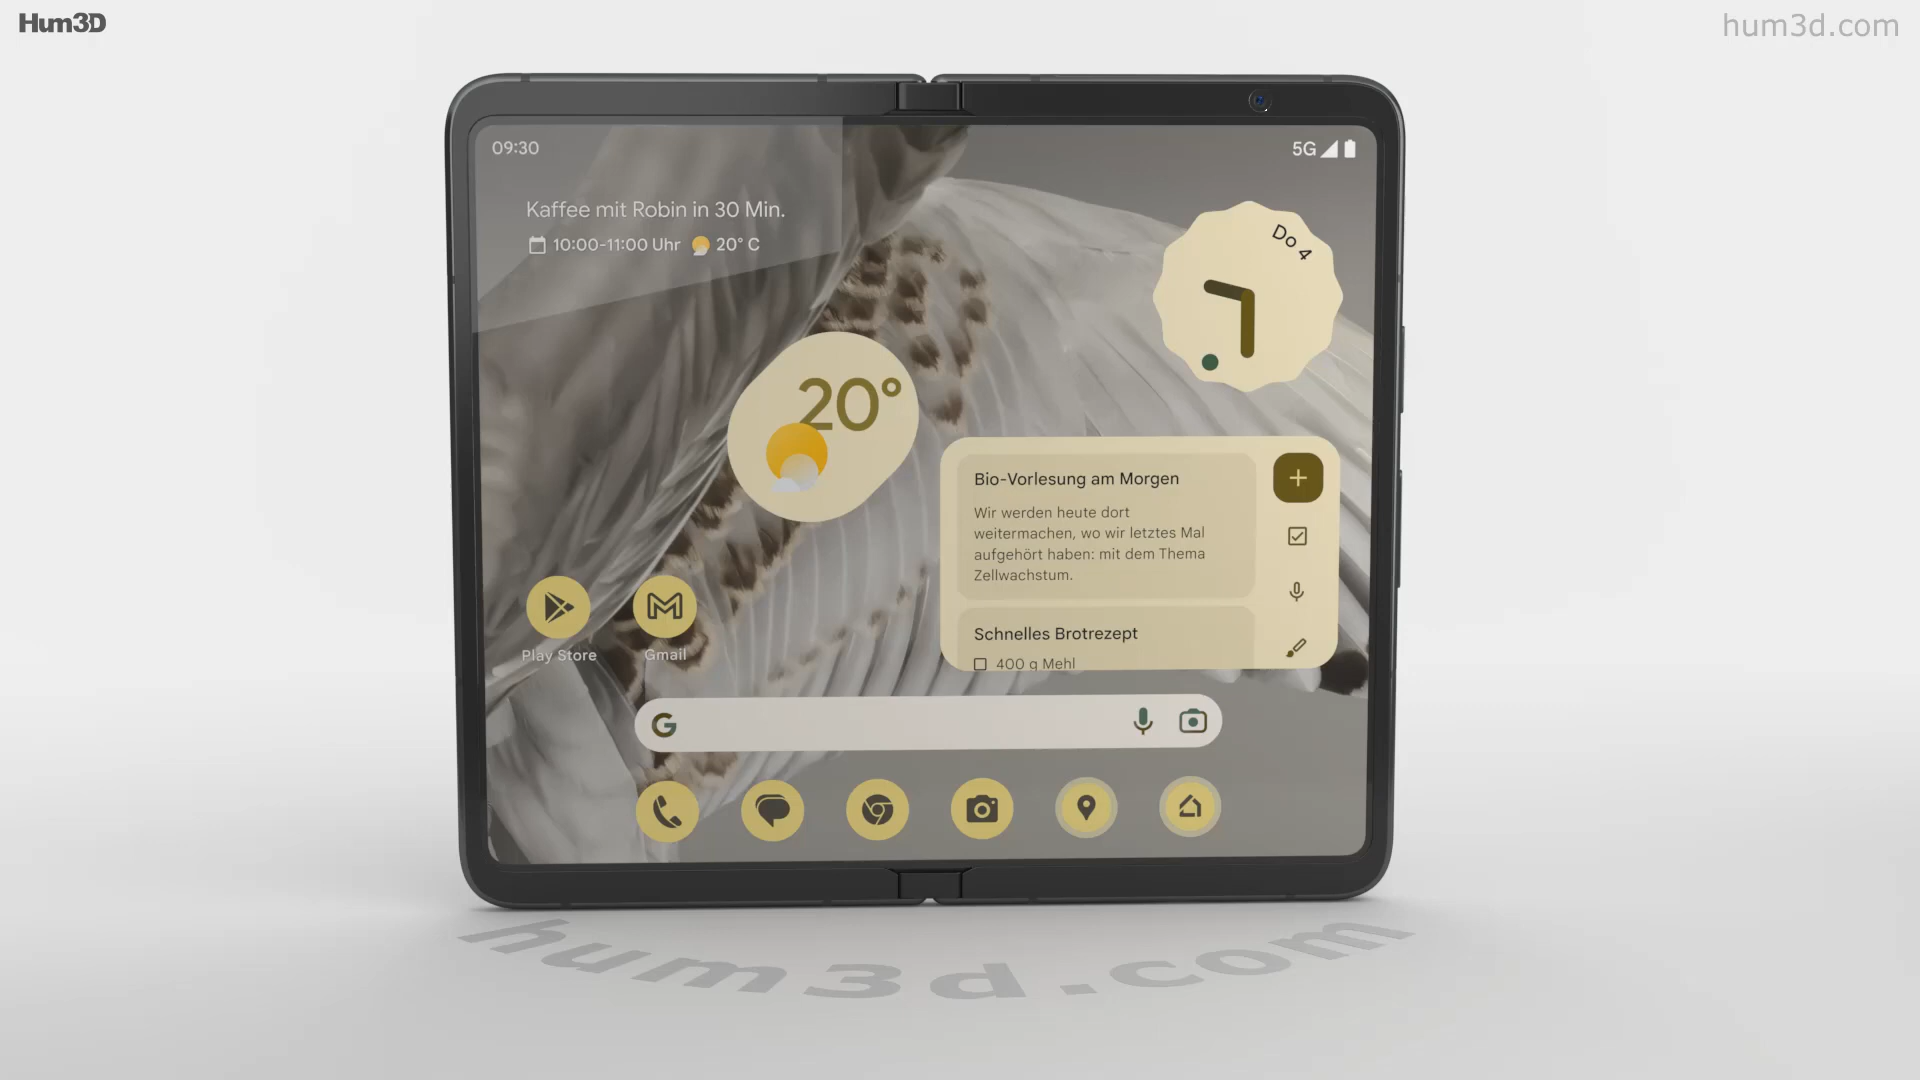 Hum3D
hum3d.com
09:30
5G
Kaffee mit Robin in 30 Min.
10:00-11:00 Uhr 20° C
Do 4
20°
Bio-Vorlesung am Morgen
Wir werden heute dort
weitermachen, wo wir letztes Mal
aufgehört haben: mit dem Thema
Zellwachstum.
Schnelles Brotrezept
400 g Mehl
Play Store
Gmail
G
hum3d.com